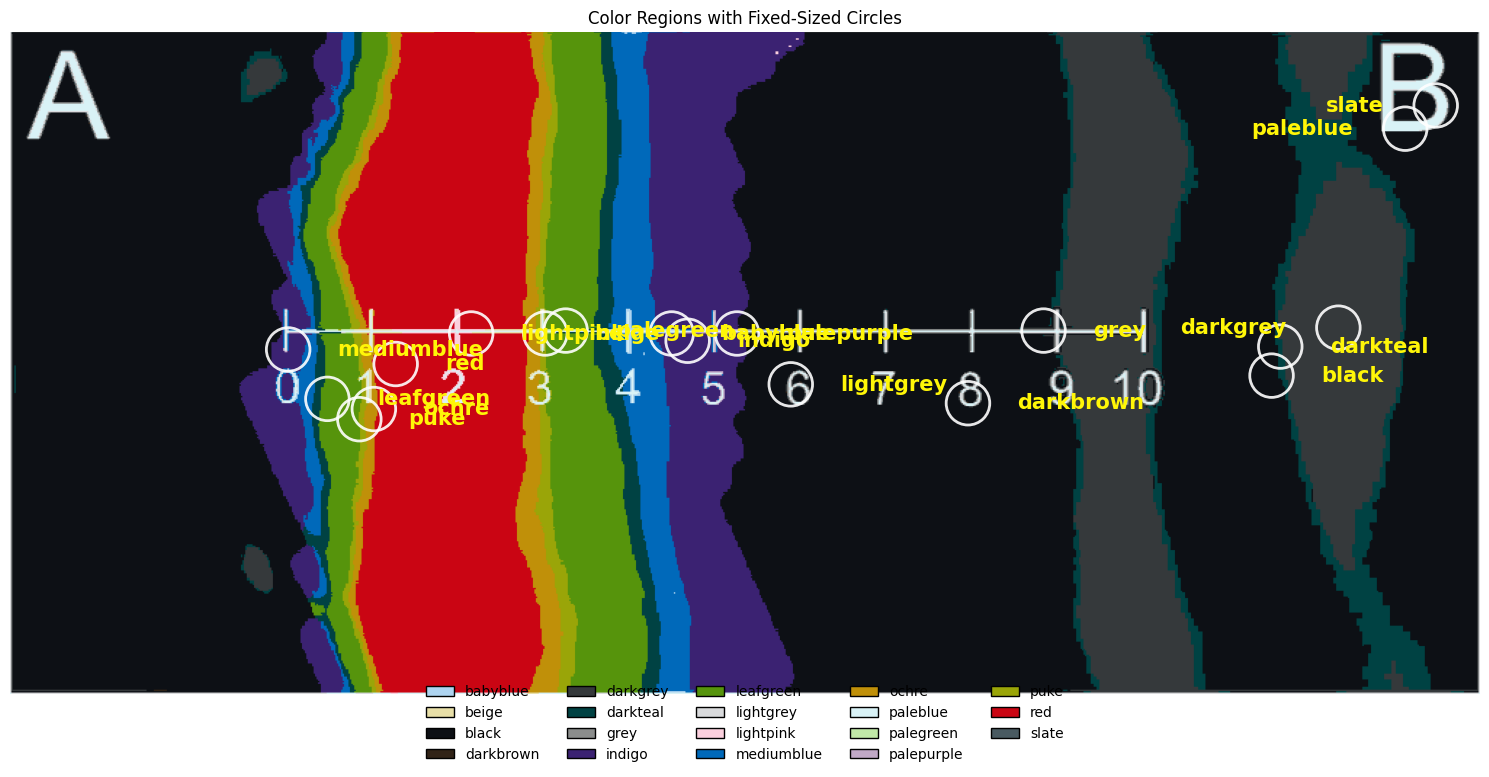 Color Regions with Fixed-Sized Circles
A
B
slate
paleblue
lightpink
beige
palegreen
babyblue
palepurple
indigo
grey
darkgrey
mediumblue
red
darkteal
black
0 1 2 3 4 5 6 7 8 9 10
lightgrey
leafgreen
darkbrown
ochre
puke
babyblue darkgrey leafgreen ochre puke
beige darkteal lightgrey paleblue red
black grey lightpink palegreen slate
darkbrown indigo mediumblue palepurple